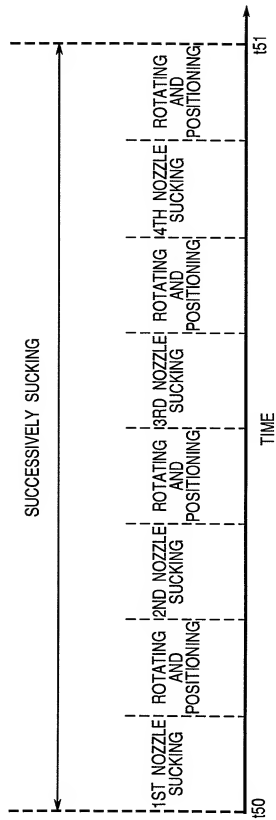 SUCCESSIVELY SUCKING
1ST NOZZLE
SUCKING
ROTATING
AND
POSITIONING
2ND NOZZLE
SUCKING
ROTATING
AND
POSITIONING
3RD NOZZLE
SUCKING
ROTATING
AND
POSITIONING
4TH NOZZLE
SUCKING
ROTATING
AND
POSITIONING
t50
TIME
t51